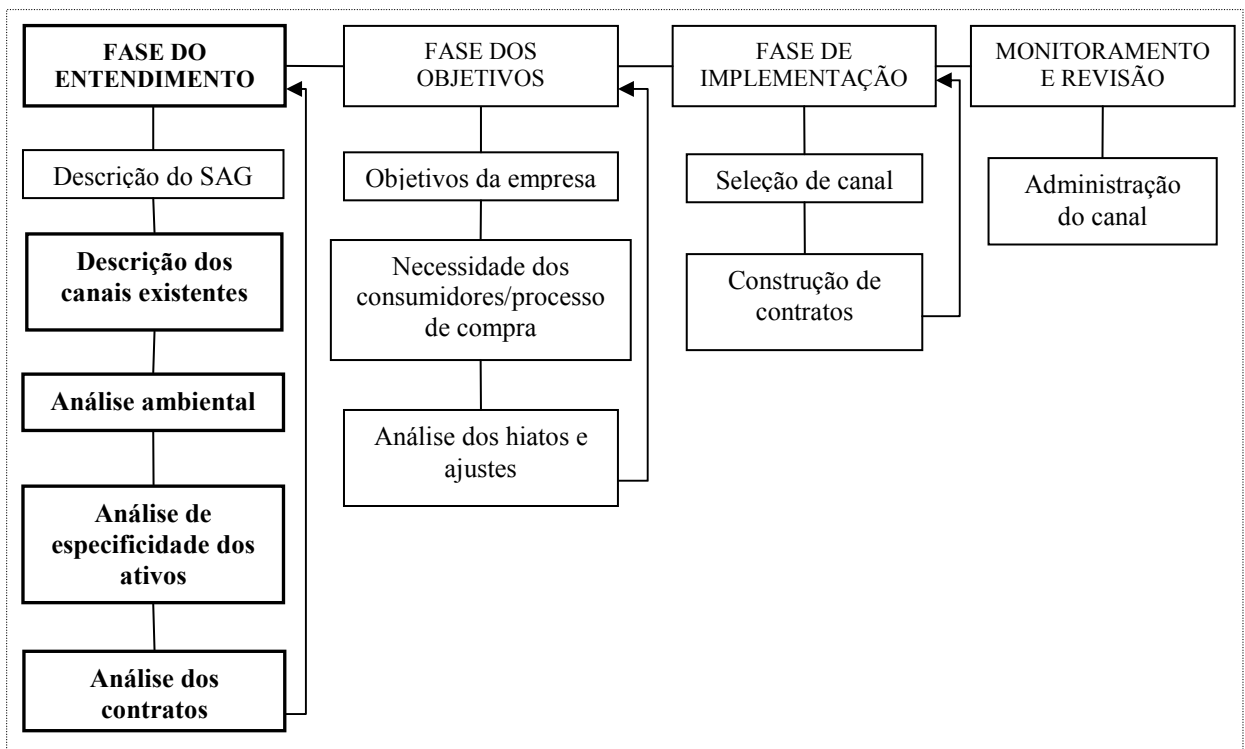 FASE DO
ENTENDIMENTO
Descrição do SAG
Descrição dos
canais existentes
Análise ambiental
Análise de
especificidade dos
ativos
Análise dos
contratos
FASE DOS
OBJETIVOS
Objetivos da empresa
Necessidade dos
consumidores/processo
de compra
Análise dos hiatos e
ajustes
FASE DE
IMPLEMENTAÇÃO
Seleção de canal
Construção de
contratos
MONITORAMENTO
E REVISÃO
Administração
do canal